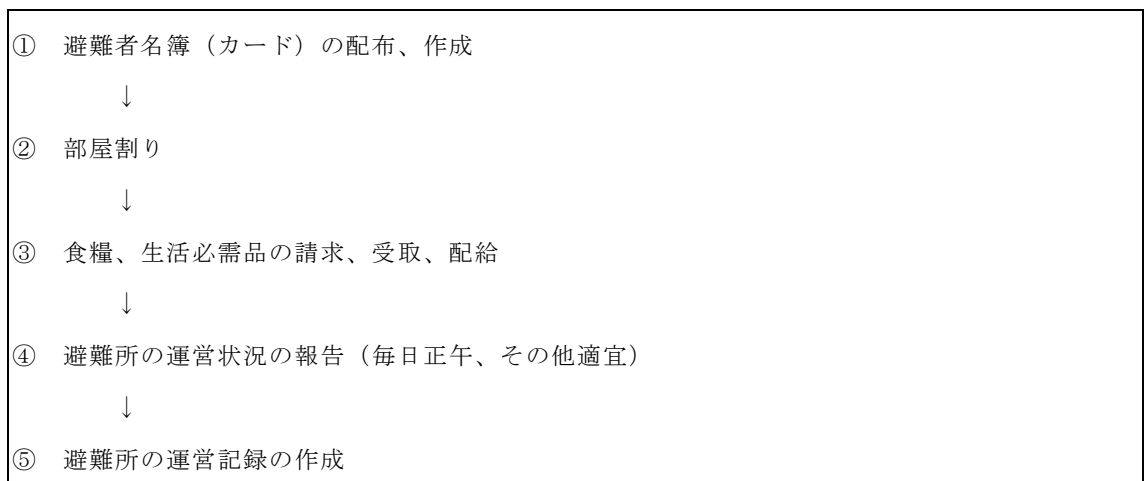 ① 避難者名簿（カード）の配布、作成
↓
② 部屋割り
↓
③ 食糧、生活必需品の請求、受取、配給
↓
④ 避難所の運営状況の報告（毎日正午、その他適宜）
↓
⑤ 避難所の運営記録の作成